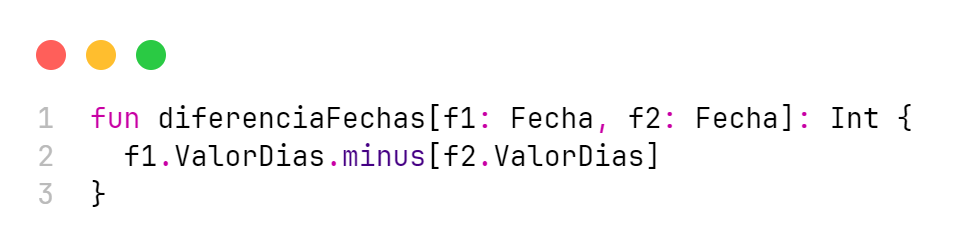 1 fun diferenciaFechas[f1: Fecha, f2: Fecha]: Int {
2 f1.ValorDias.minus[f2.ValorDias]
3 }